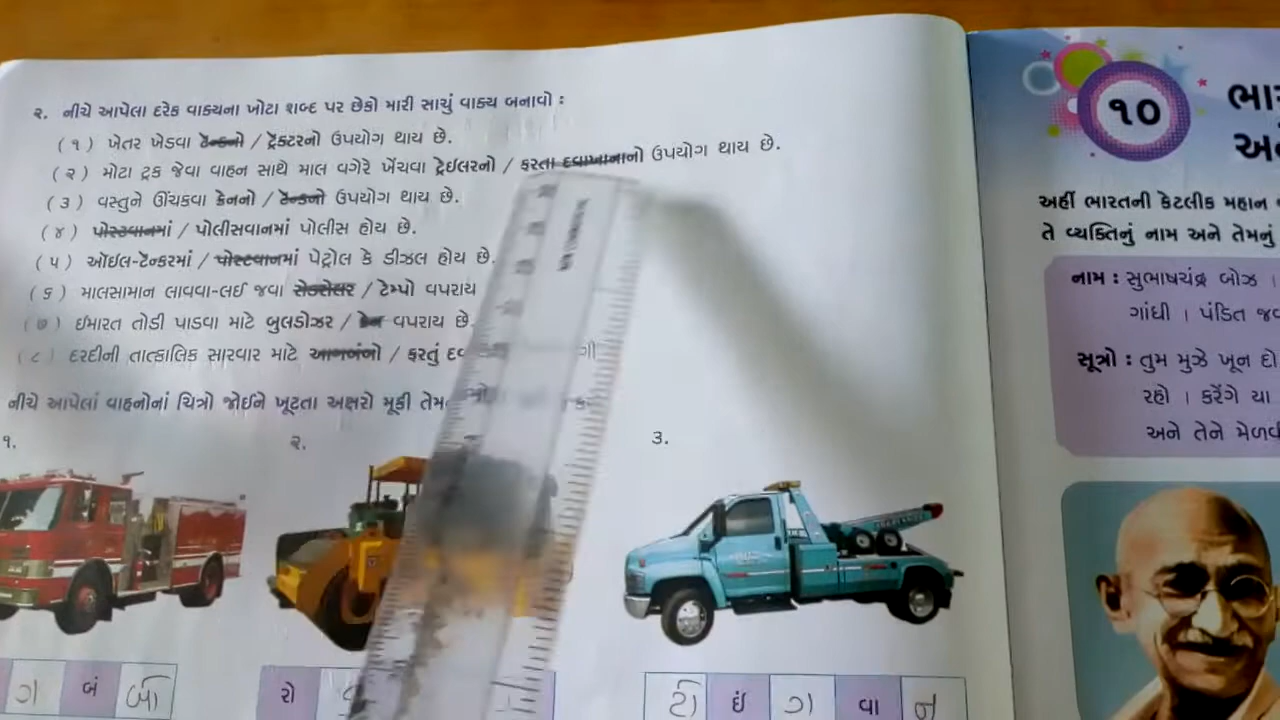 ૨. નીચે આપેલા દરેક વાક્યના ખોટા શબ્દ પર છેકો મારી સાચું વાક્ય બનાવો :
(૧) ખેતર ખેડવા ટેન્કનો / ટ્રૅક્ટરનો ઉપયોગ થાય છે.
(૨) મોટા ટ્રક જેવા વાહન સાથે માલ વગેરે ખેંચવા ટ્રેઇલરનો / ફરતા દવાખાનાનો ઉપયોગ થાય છે.
(૩) વસ્તુને ઊંચકવા ક્રેનનો / ટેન્કનો ઉપયોગ થાય છે.
(૪) પોસ્ટવાનમાં / પોલીસવાનમાં પોલીસ હોય છે.
(૫) ઑઇલ-ટૅન્કરમાં / પોસ્ટવાનમાં પેટ્રોલ કે ડીઝલ હોય છે.
(૬) માલસામાન લાવવા-લઈ જવા / ટેમ્પો વપરાય
(૭) ઇમારત તોડી પાડવા માટે બુલડોઝર / ક્રેન વપરાય છે.
(૮) દરદીની તાત્કાલિક સારવાર માટે આગબંબો / ફરતું
નીચે આપેલાં વાહનોનાં ચિત્રો જોઈને ખૂટતા અક્ષરો મૂકી
૧.
૨.
3.
ગ બં બો
રો
ટો ઇં ગ વા ન
૧૦
અહીં ભારતની કેટલીક મહાન
તે વ્યક્તિનું નામ અને તેમનું
નામ : સુભાષચંદ્ર બોઝ ।
ગાંધી । પંડિત
સૂત્રો : તુમ મુઝે ખૂન દો
રહો । કરેંગે યા
અને તેને